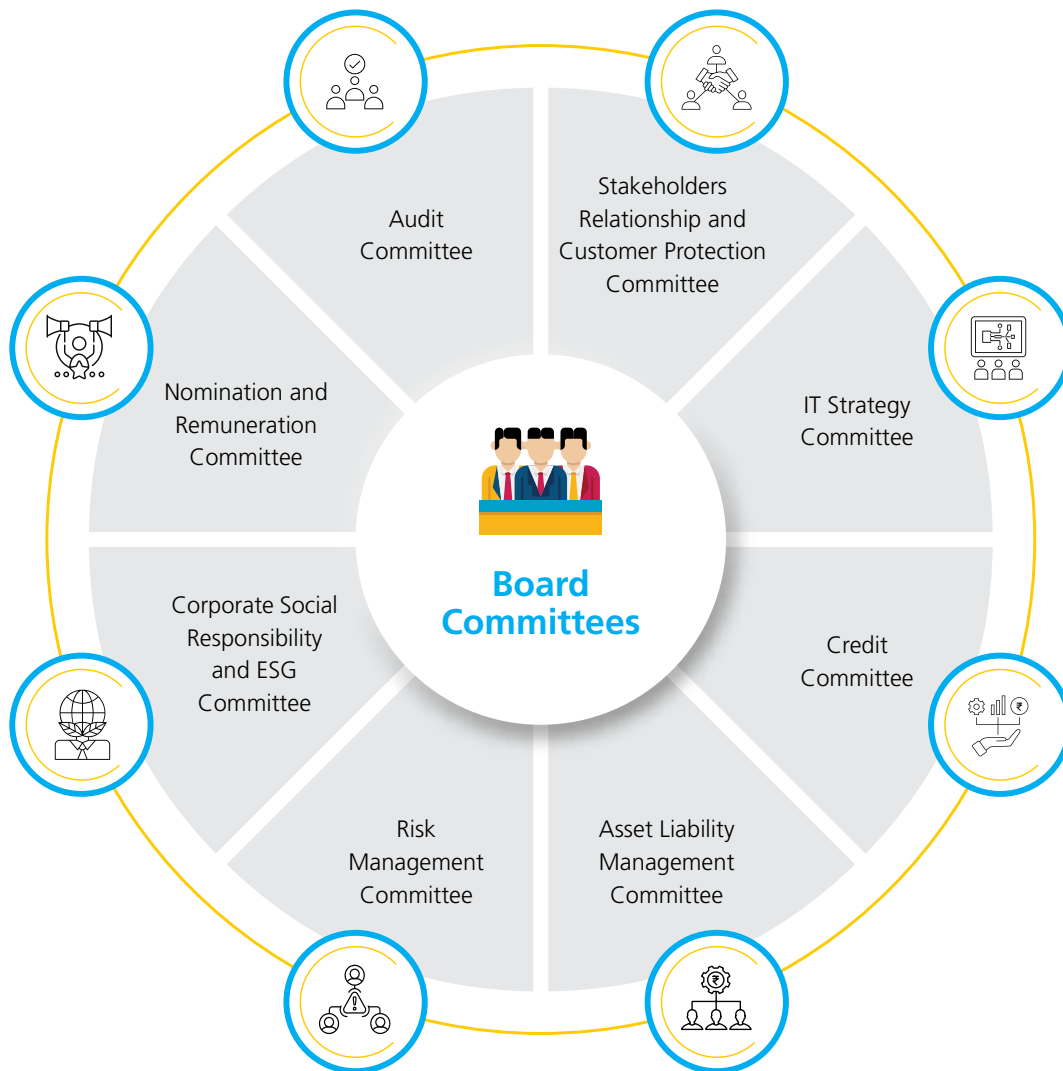 Audit
Committee
Stakeholders
Relationship and
Customer Protection
Committee
Nomination and
Remuneration
Committee
IT Strategy
Committee
Board
Committees
Corporate Social
Responsibility
and ESG
Committee
Credit
Committee
Risk
Management
Committee
Asset Liability
Management
Committee